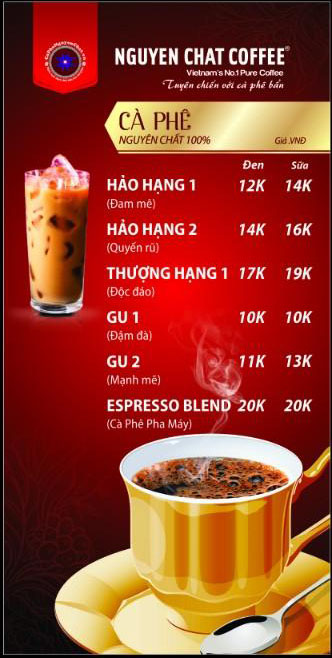 NGUYEN CHAT COFFEE®
Vietnam's No.1 Pure Coffee
Tuyên chiến với cà phê bẩn
CÀ PHÊ
NGUYÊN CHẤT 100% Giá .VNĐ
Đen Sữa
HẢO HẠNG 1 12K 14K
(Đam mê)
HẢO HẠNG 2 14K 16K
(Quyến rũ)
THƯỢNG HẠNG 1 17K 19K
(Độc đáo)
GU 1 10K 10K
(Đậm đà)
GU 2 11K 13K
(Mạnh mẽ)
ESPRESSO BLEND 20K 20K
(Cà Phê Pha Máy)